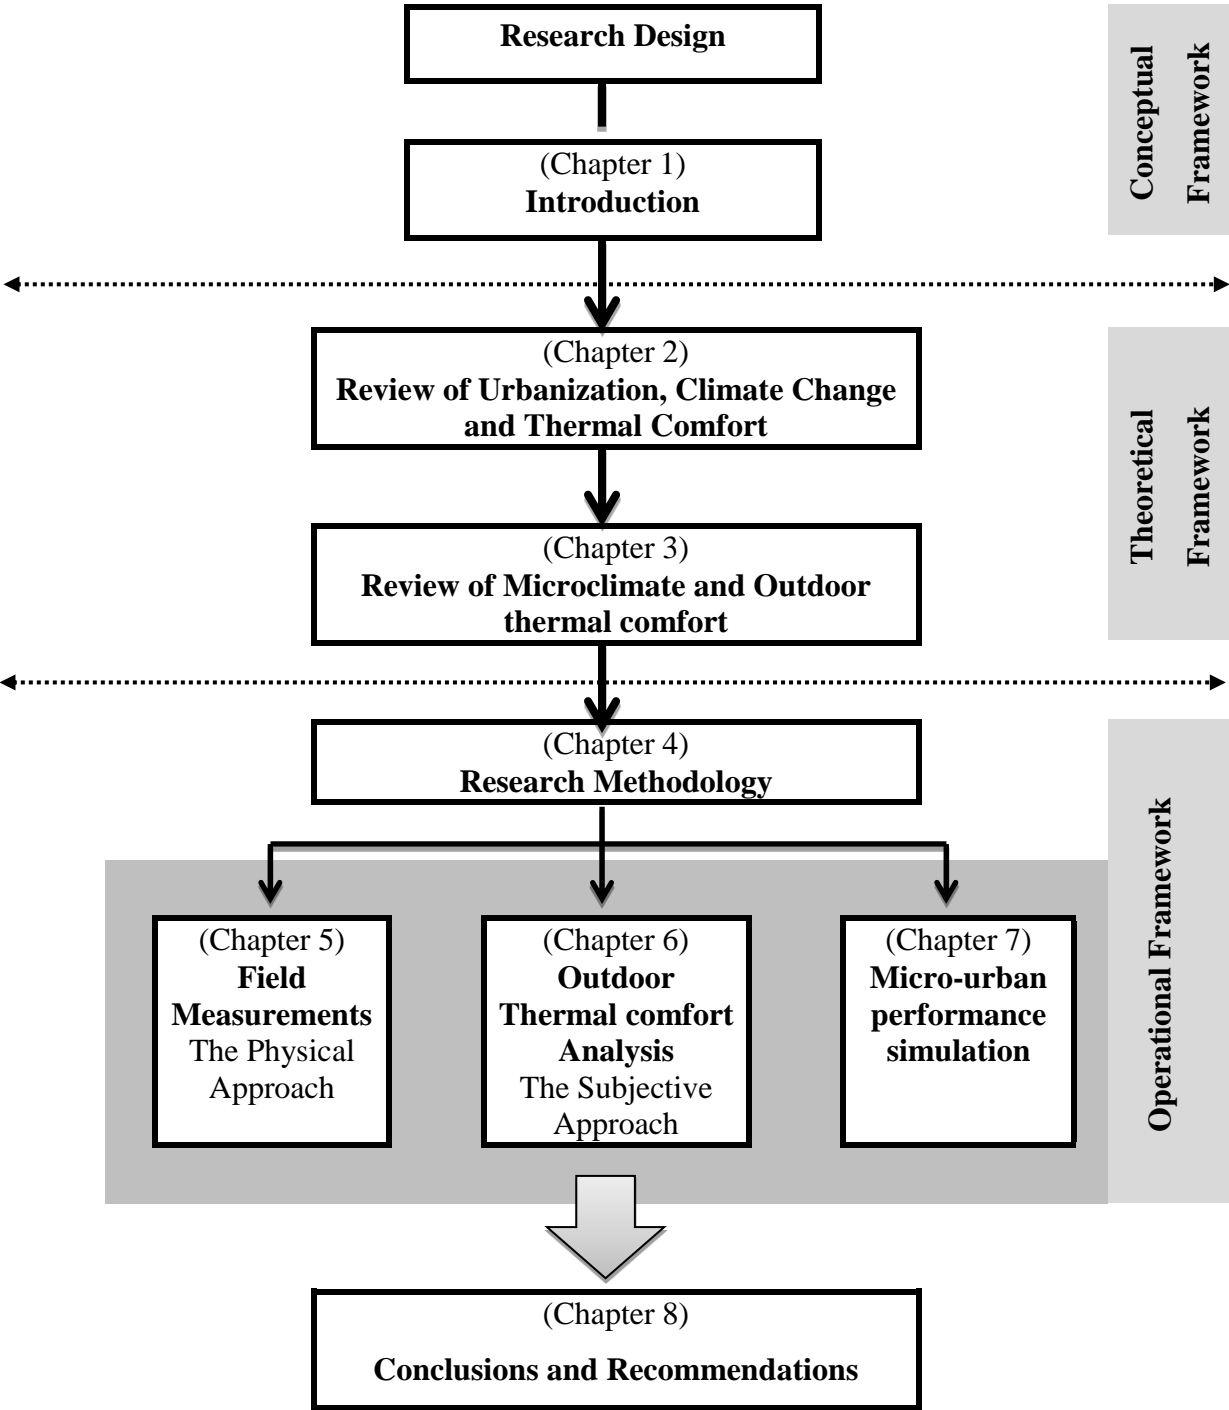 Research Design
(Chapter 1)
Introduction
Conceptual
Framework
(Chapter 2)
Review of Urbanization, Climate Change
and Thermal Comfort
(Chapter 3)
Review of Microclimate and Outdoor
thermal comfort
Theoretical
Framework
(Chapter 4)
Research Methodology
(Chapter 5)
Field
Measurements
The Physical
Approach
(Chapter 6)
Outdoor
Thermal comfort
Analysis
The Subjective
Approach
(Chapter 7)
Micro-urban
performance
simulation
Operational Framework
(Chapter 8)
Conclusions and Recommendations